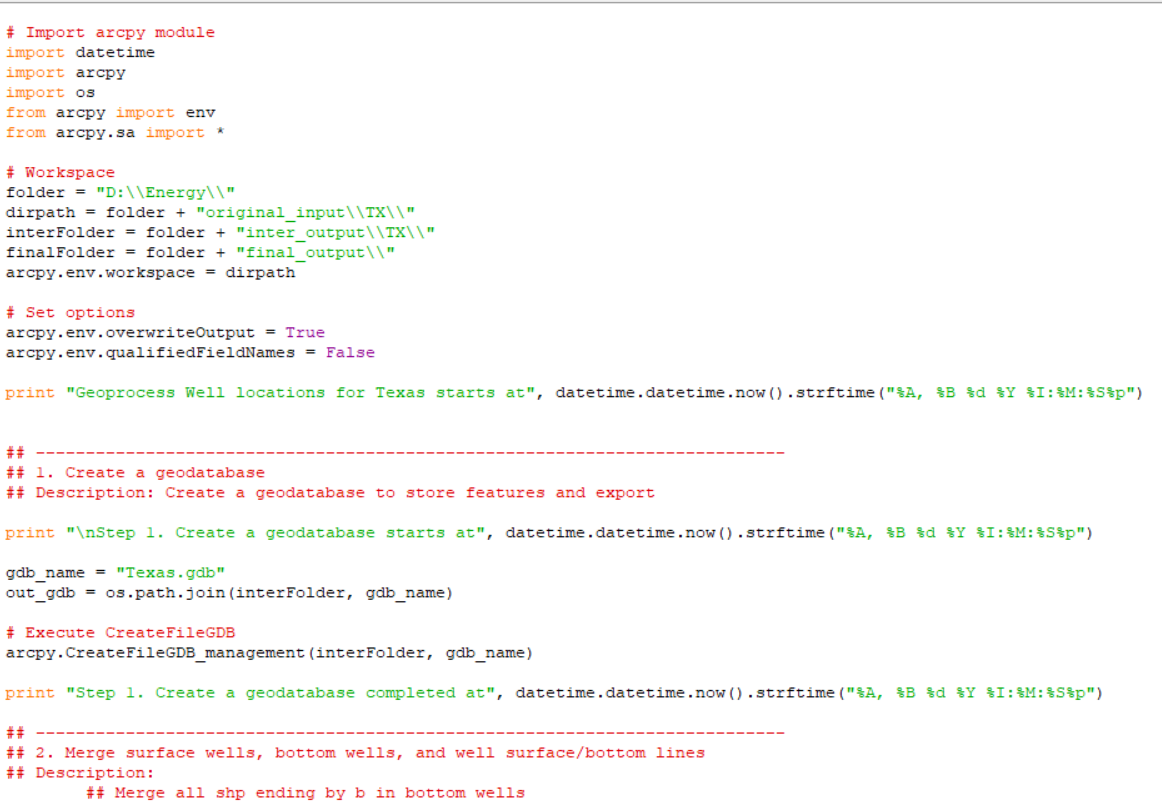 # Import arcpy module
import datetime
import arcpy
import os
from arcpy import env
from arcpy.sa import *
# Workspace
folder = "D:\\Energy\\"
dirpath = folder + "original_input\\TX\\"
interFolder = folder + "inter_output\\TX\\"
finalFolder = folder + "final_output\\"
arcpy.env.workspace = dirpath
# Set options
arcpy.env.overwriteOutput = True
arcpy.env.qualifiedFieldNames = False
print "Geoprocess Well locations for Texas starts at", datetime.datetime.now().strftime("%A, %B %d %Y %I:%M:%S%p")
## ---------------------------------------------------------------------------
## 1. Create a geodatabase
## Description: Create a geodatabase to store features and export
print "\nStep 1. Create a geodatabase starts at", datetime.datetime.now().strftime("%A, %B %d %Y %I:%M:%S%p")
gdb_name = "Texas.gdb"
out_gdb = os.path.join(interFolder, gdb_name)
# Execute CreateFileGDB
arcpy.CreateFileGDB_management(interFolder, gdb_name)
print "Step 1. Create a geodatabase completed at", datetime.datetime.now().strftime("%A, %B %d %Y %I:%M:%S%p")
## ---------------------------------------------------------------------------
## 2. Merge surface wells, bottom wells, and well surface/bottom lines
## Description:
## Merge all shp ending by b in bottom wells